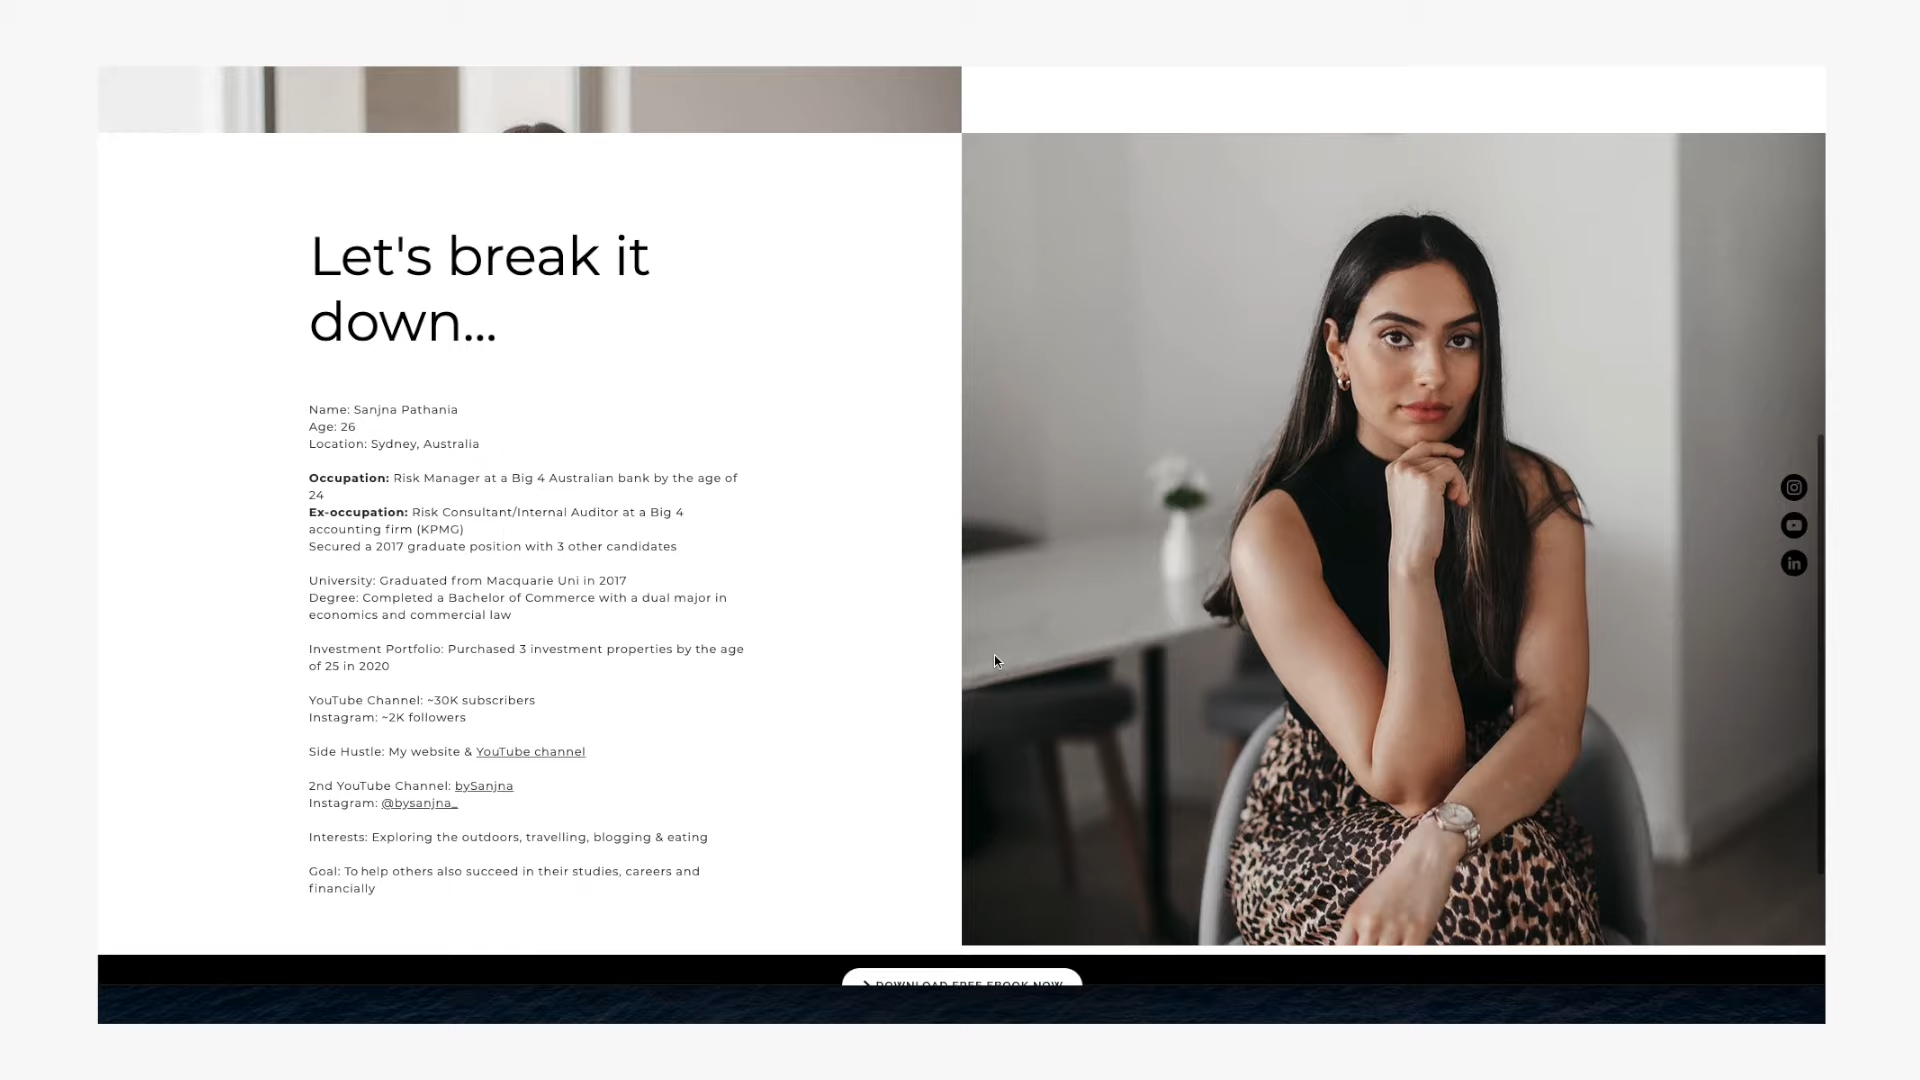 Let's break it
down...
Name: Sanjna Pathania
Age: 26
Location: Sydney, Australia
Occupation: Risk Manager at a Big 4 Australian bank by the age of
24
Ex-occupation: Risk Consultant/Internal Auditor at a Big 4
accounting firm (KPMG)
Secured a 2017 graduate position with 3 other candidates
University: Graduated from Macquarie Uni in 2017
Degree: Completed a Bachelor of Commerce with a dual major in
economics and commercial law
Investment Portfolio: Purchased 3 investment properties by the age
of 25 in 2020
YouTube Channel: ~30K subscribers
Instagram: ~2K followers
Side Hustle: My website & YouTube channel
2nd YouTube Channel: bySanjna
Instagram: @bysanjna_
Interests: Exploring the outdoors, travelling, blogging & eating
Goal: To help others also succeed in their studies, careers and
financially
in
> DOWNLOAD FREE EBOOK NOW